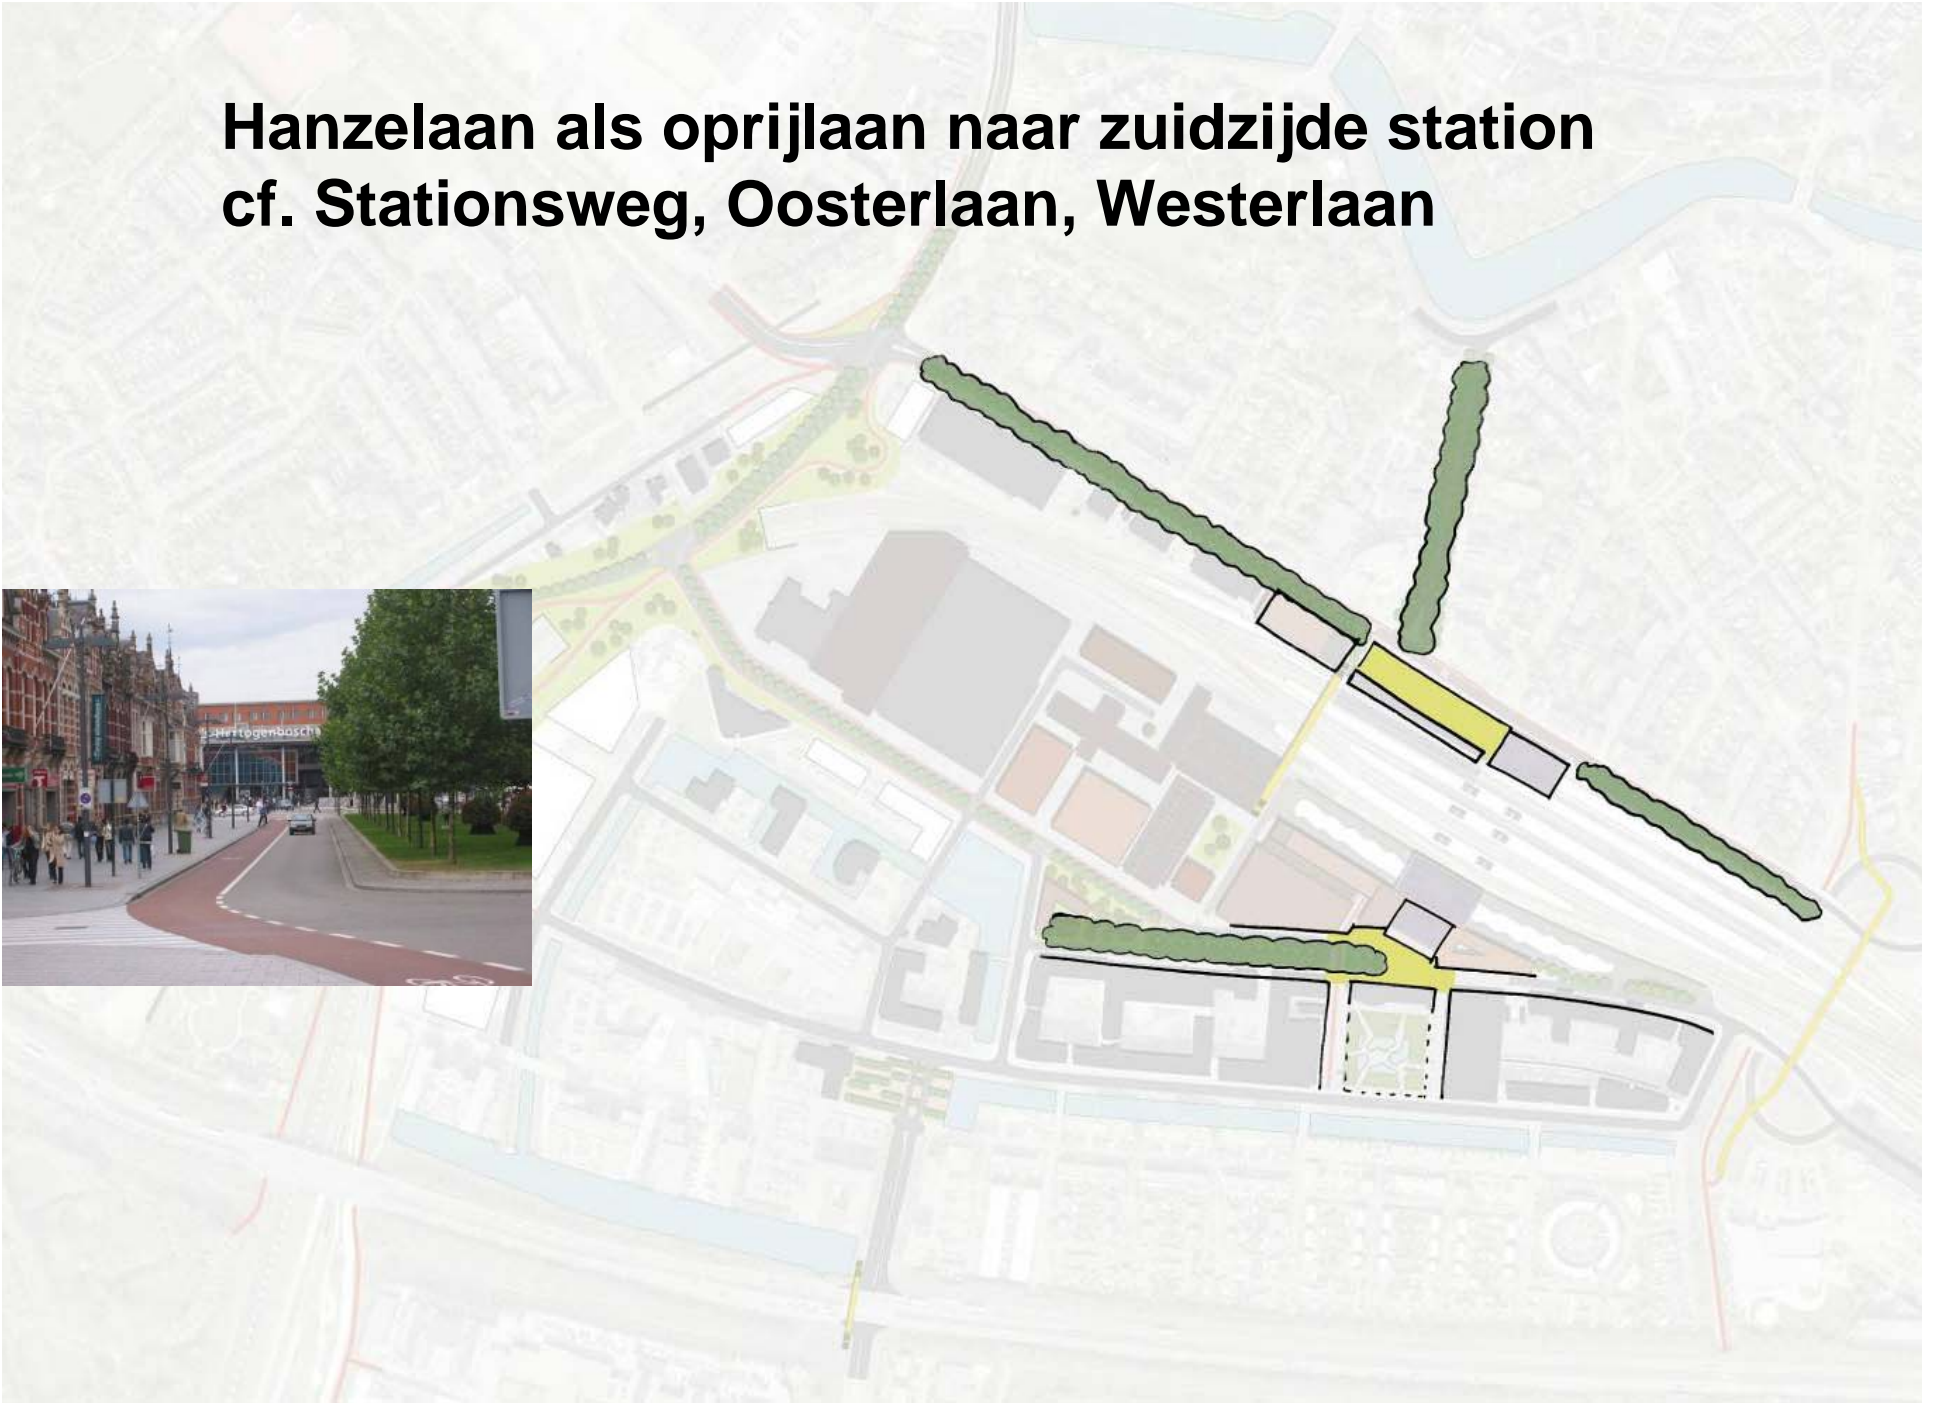 Hanzelaan als oprijlaan naar zuidzijde station
cf. Stationsweg, Oosterlaan, Westerlaan
's-Hertogenbosch